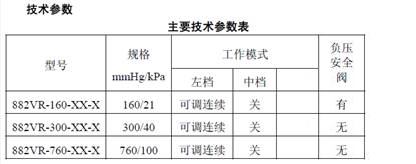 技术参数
主要技术参数表
型号 规格 mmHg/kPa 工作模式 负压安全阀
左档 中档
882VR-160-XX-X 160/21 可调连续 关 有
882VR-300-XX-X 300/40 可调连续 关 无
882VR-760-XX-X 760/100 可调连续 关 无